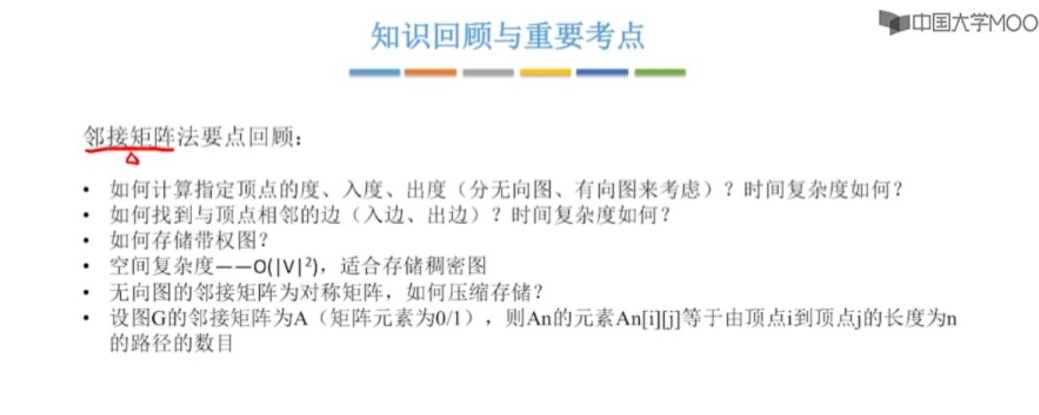 中国大学MOO
知识回顾与重要考点
邻接矩阵法要点回顾：
• 如何计算指定顶点的度、入度、出度（分无向图、有向图来考虑）？时间复杂度如何？
• 如何找到与顶点相邻的边（入边、出边）？时间复杂度如何？
• 如何存储带权图？
• 空间复杂度——O(|V|²)，适合存储稠密图
• 无向图的邻接矩阵为对称矩阵，如何压缩存储？
• 设图G的邻接矩阵为A（矩阵元素为0/1），则An的元素An[i][j]等于由顶点i到顶点j的长度为n
的路径的数目